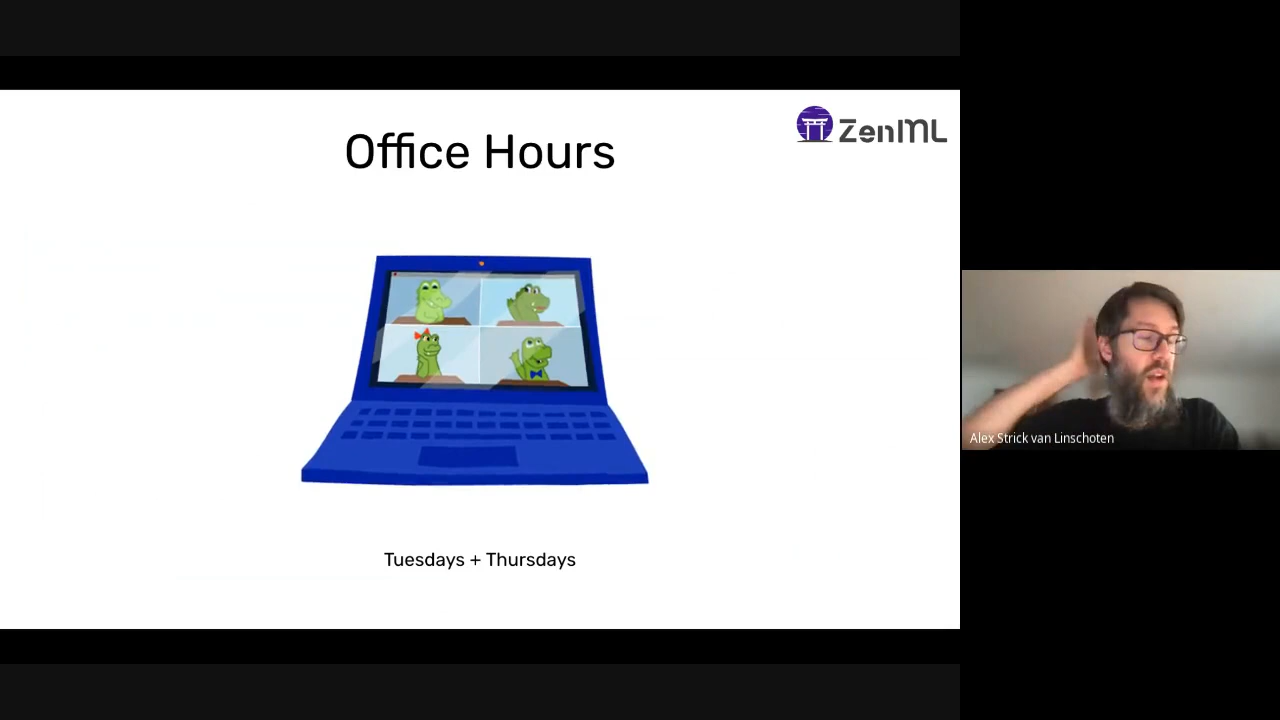 Office Hours
ZenML
Tuesdays + Thursdays
Alex Strick van Linschoten